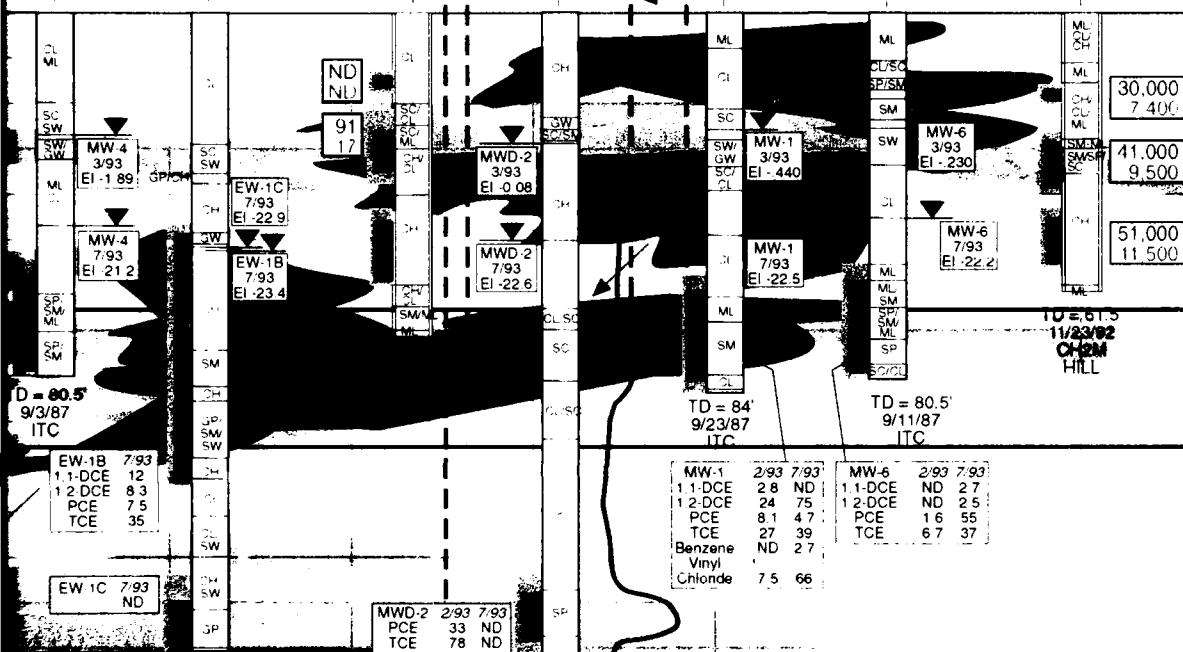 CL
ML
SC
SW
SW/
GW
ML
SP/
SM/
ML
SP/
SM
TD = 80.5'
9/3/87
ITC
MW-4
3/93
El -1 89
MW-4
7/93
El -21 2
GP/CH
SC
SW
CH
GW
SM
CH
GP/
SM/
SW
CH
CL
SW
CH
SW
GP
EW-1C
7/93
El -22 9
EW-1B
7/93
El -23.4
ND
ND
91
17
CL
SC/
CL
SC/
ML
CH/
CL
CH
CH/
CL
SM/M
ML
MWD-2
3/93
El -0 08
MWD-2
7/93
El -22.6
CH
GW
SC/SM
CH
CL SC
SC
CL/SC
SP
ML
CL
SC
SW/
GW
SC/
CL
CL
ML
SM
CL
TD = 84'
9/23/87
ITC
MW-1
3/93
El -.440
MW-1
7/93
El -22.5
ML
CL/SC
SP/SM
SM
SW
CL
ML
ML/
SM
SP/
SM/
ML
SP
SC/CL
TD = 80.5'
9/11/87
ITC
MW-6
3/93
El -.230
MW-6
7/93
El -22.2
ML/
CL/
CH
ML
CH/
CL/
ML
SM-M
SM/SP/
SC
CH
ML
TD = 61.5
11/23/92
CH2M
HILL
30,000
7 400
41.000
9,500
51,000
11 500
EW-1B 7/93
1.1-DCE 12
1 2-DCE 8 3
PCE 7 5
TCE 35
EW-1C 7/93
ND
MWD-2 2/93 7/93
PCE 33 ND
TCE 78 ND
MW-1 2/93 7/93
1.1-DCE 2 8 ND
1 2-DCE 24 75
PCE 8.1 4 7
TCE 27 39
Benzene ND 2 7
Vinyl
Chloride 7 5 66
MW-6 2/93 7/93
1.1-DCE ND 2 7
1 2-DCE ND 2 5
PCE 1 6 55
TCE 6 7 37